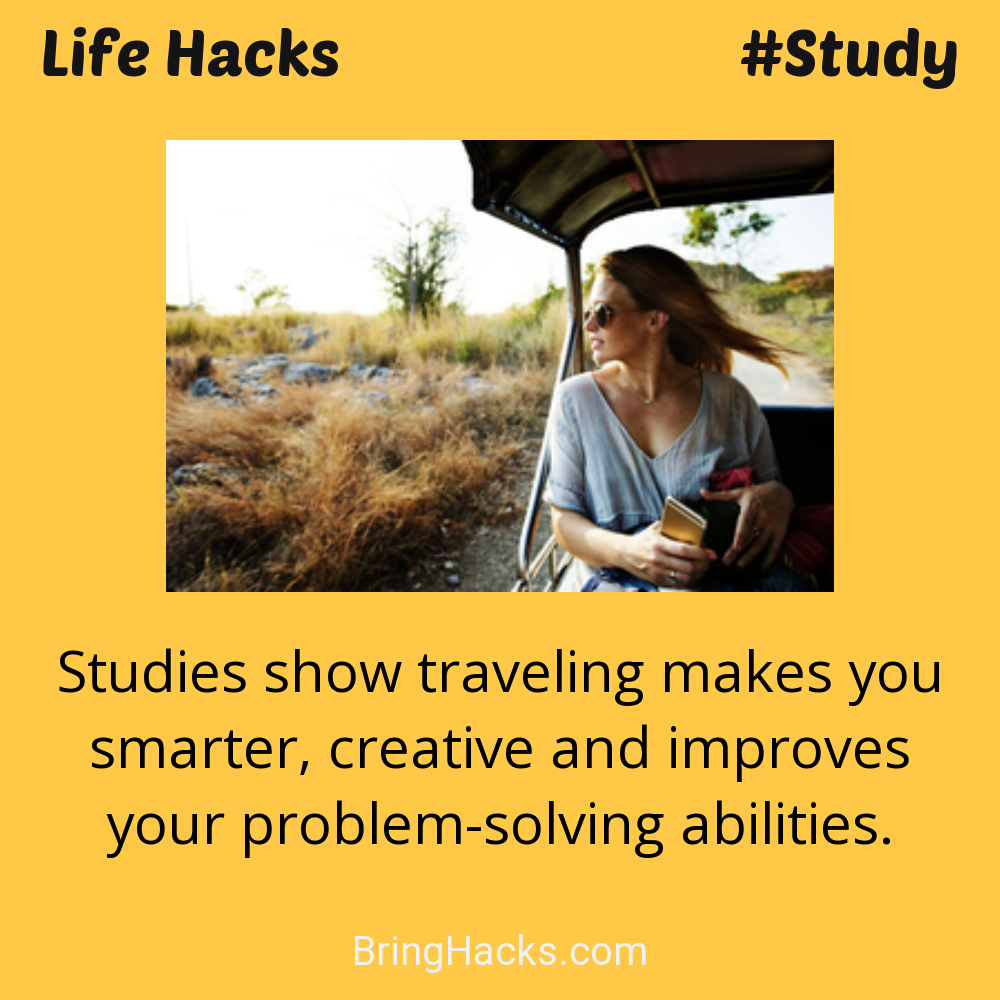 Life Hacks
#Study
Studies show traveling makes you
smarter, creative and improves
your problem-solving abilities.
BringHacks.com